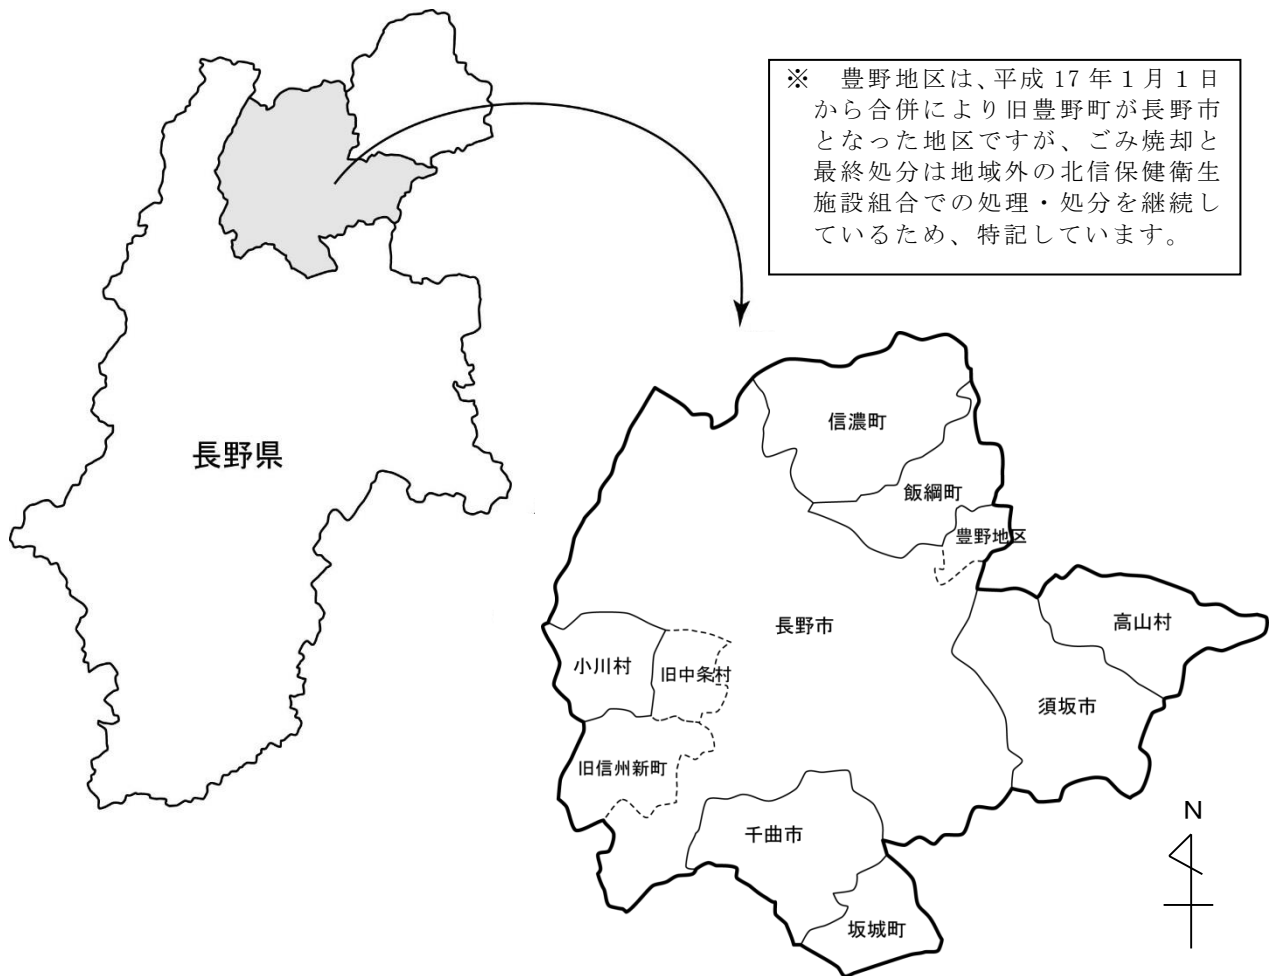 ※　豊野地区は、平成 17 年 1 月 1 日
から合併により旧豊野町が長野市
となった地区ですが、ごみ焼却と
最終処分は地域外の北信保健衛生
施設組合での処理・処分を継続し
ているため、特記しています。
長野県
信濃町
飯綱町
豊野地区
高山村
長野市
小川村
旧中条村
須坂市
旧信州新町
千曲市
坂城町
N